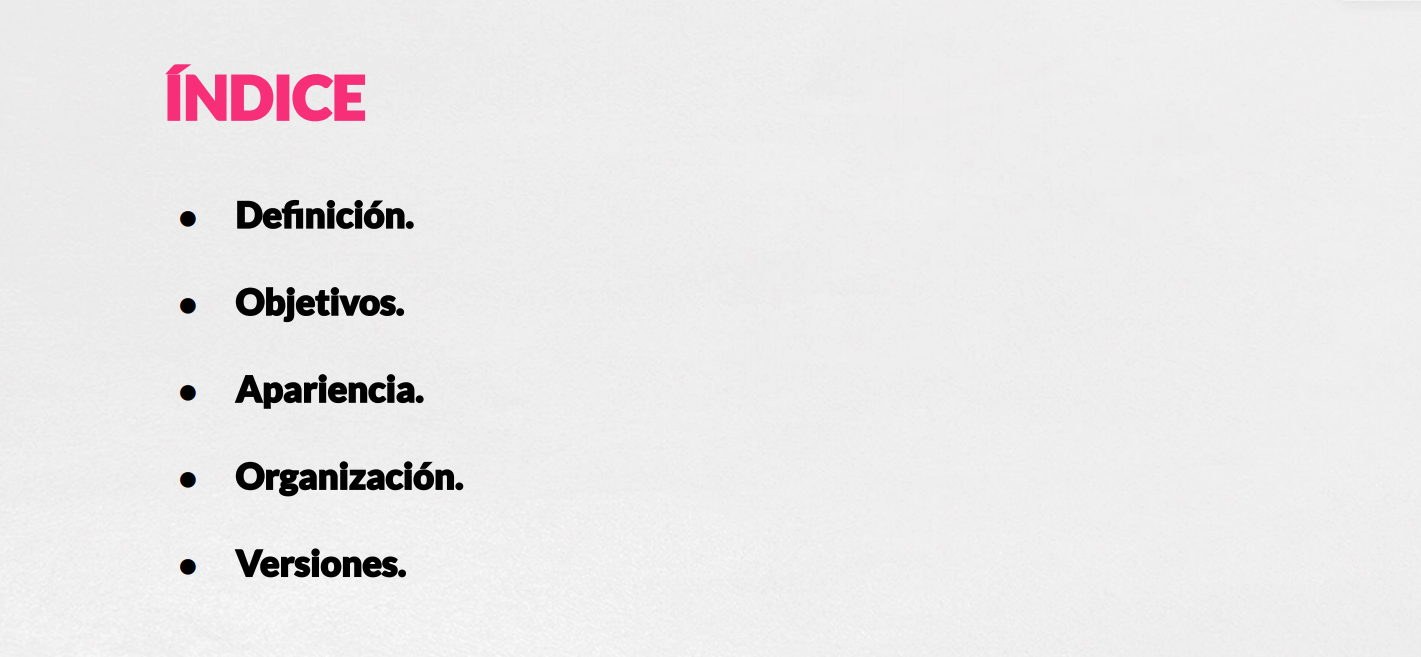 ÍNDICE
● Definición.
● Objetivos.
● Apariencia.
● Organización.
● Versiones.